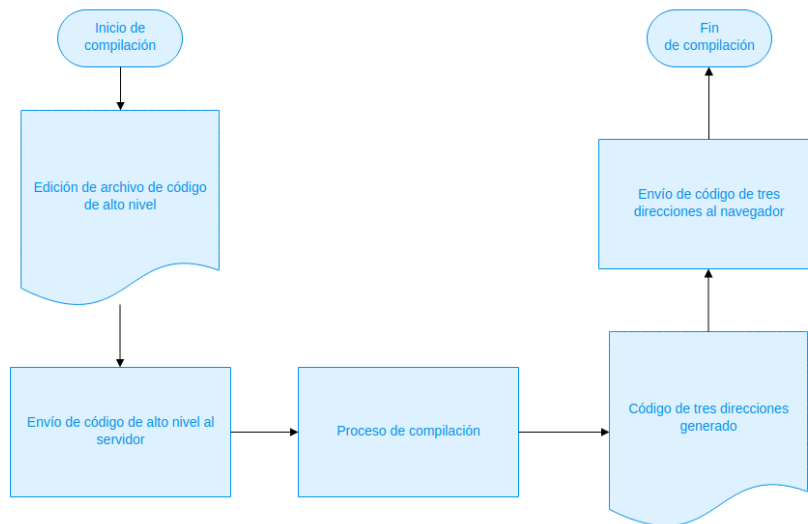 Inicio de
compilación
Edición de archivo de código
de alto nivel
Envío de código de alto nivel al
servidor
Proceso de compilación
Código de tres direcciones
generado
Envío de código de tres
direcciones al navegador
Fin
de compilación